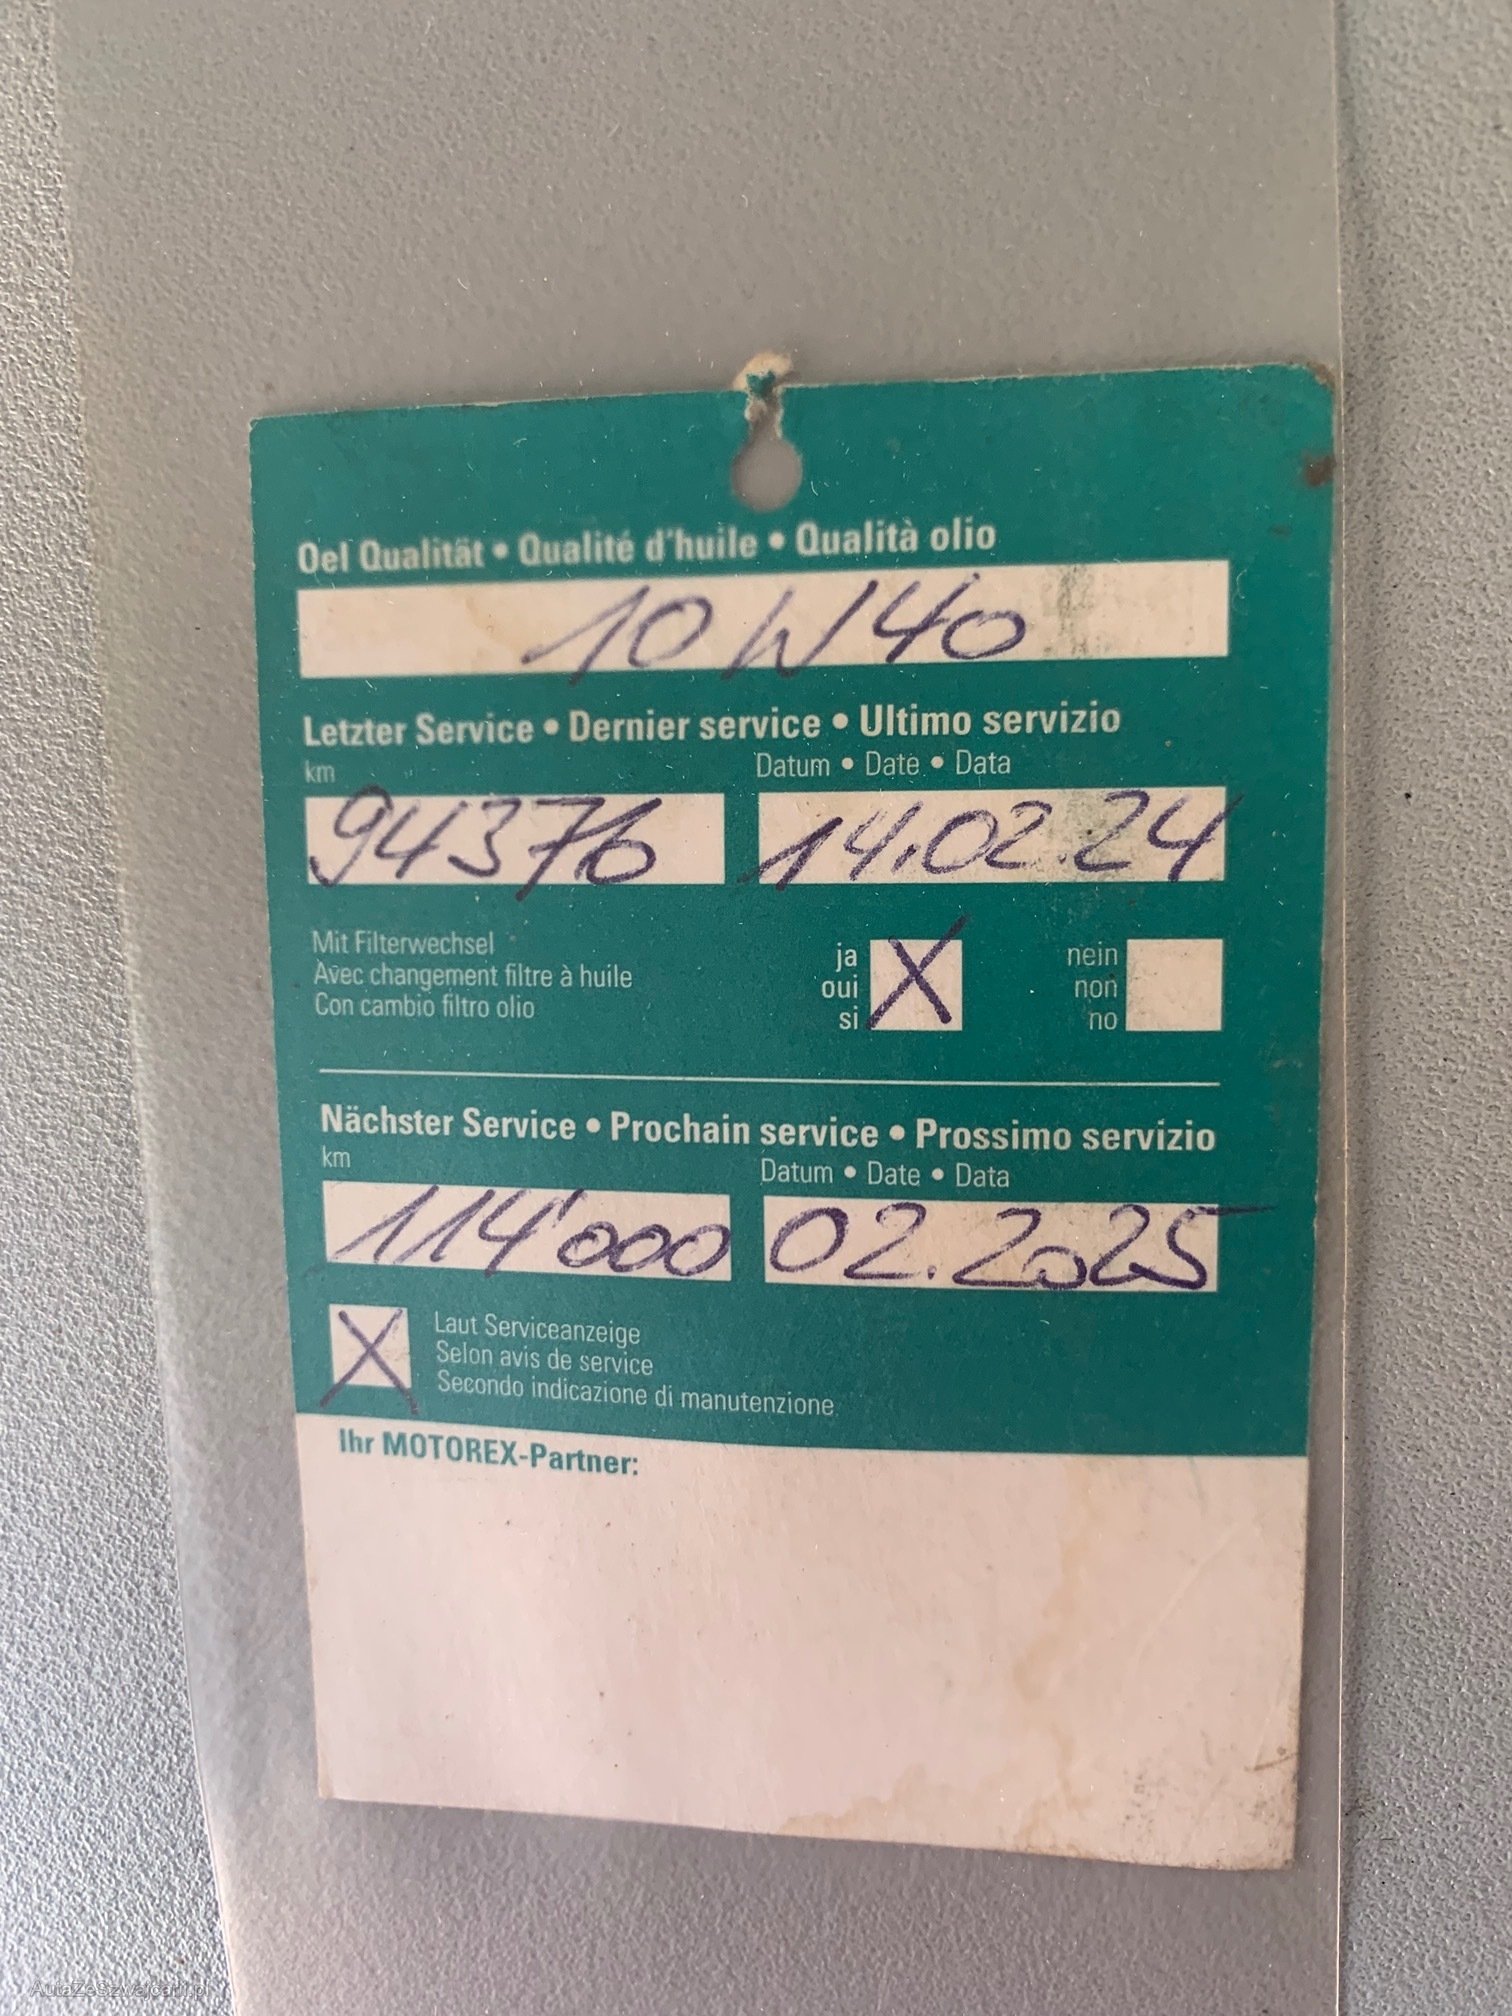 Oel Qualität • Qualité d'huile • Qualità olio
10W40
Letzter Service • Dernier service • Ultimo servizio
km Datum • Date • Data
94376 14.02.24
Mit Filterwechsel
Avec changement filtre à huile
Con cambio filtro olio
ja X nein
oui non
si no
Nächster Service • Prochain service • Prossimo servizio
km Datum • Date • Data
114'000 02.2025
X Laut Serviceanzeige
Selon avis de service
Secondo indicazione di manutenzione
Ihr MOTOREX-Partner:
AutaZeSzwajcarii.pl